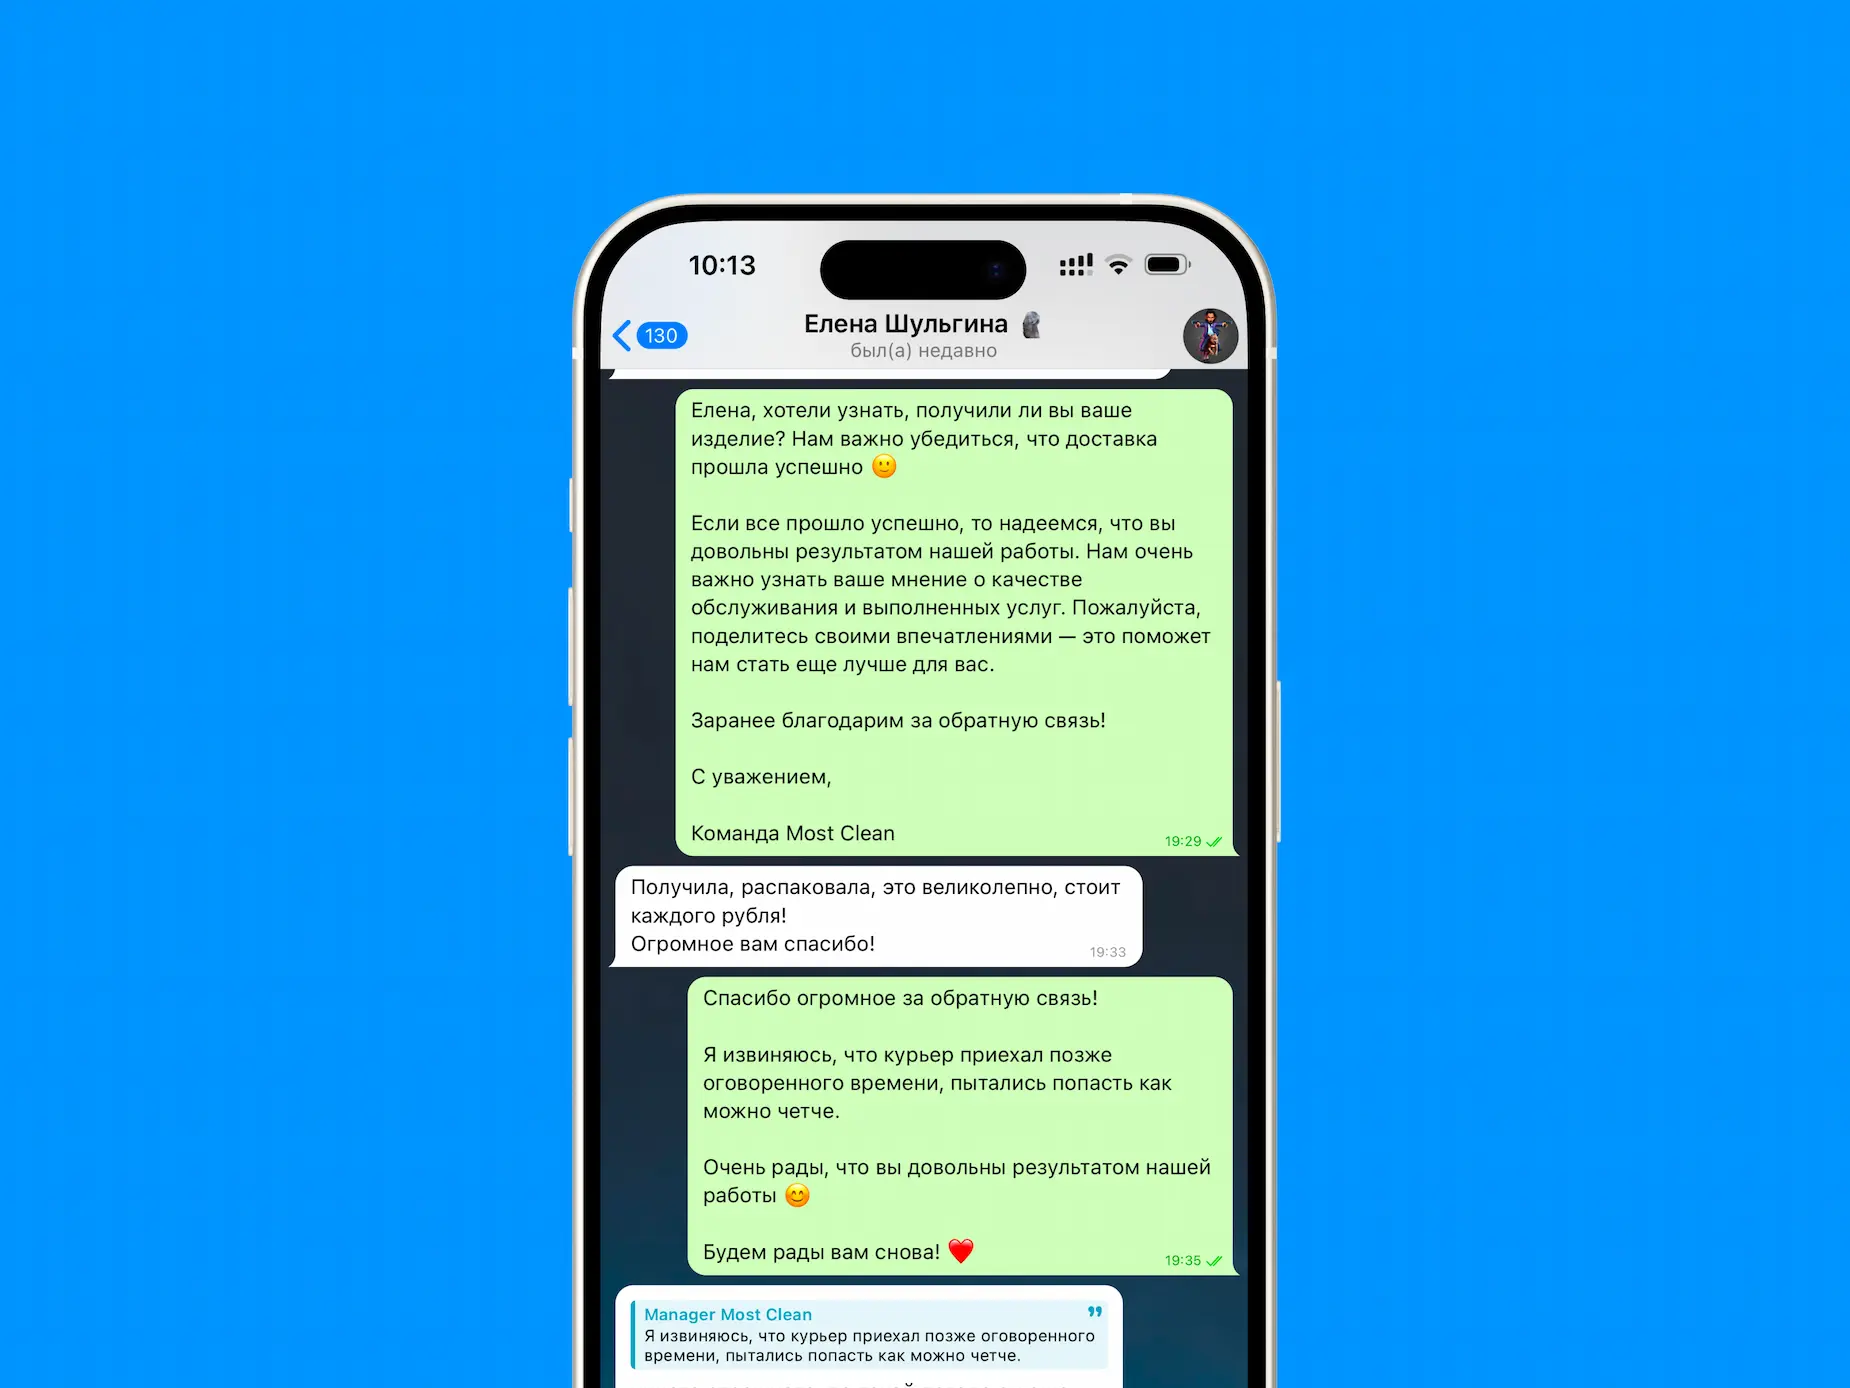 10:13
130
Елена Шульгина
был(а) недавно
Елена, хотели узнать, получили ли вы ваше
изделие? Нам важно убедиться, что доставка
прошла успешно 🙂
Если все прошло успешно, то надеемся, что вы
довольны результатом нашей работы. Нам очень
важно узнать ваше мнение о качестве
обслуживания и выполненных услуг. Пожалуйста,
поделитесь своими впечатлениями — это поможет
нам стать еще лучше для вас.
Заранее благодарим за обратную связь!
С уважением,
Команда Most Clean
19:29
Получила, распаковала, это великолепно, стоит
каждого рубля!
Огромное вам спасибо!
19:33
Спасибо огромное за обратную связь!
Я извиняюсь, что курьер приехал позже
оговоренного времени, пытались попасть как
можно четче.
Очень рады, что вы довольны результатом нашей
работы 😊
Будем рады вам снова! ❤️
19:35
Manager Most Clean
Я извиняюсь, что курьер приехал позже оговоренного
времени, пытались попасть как можно четче.